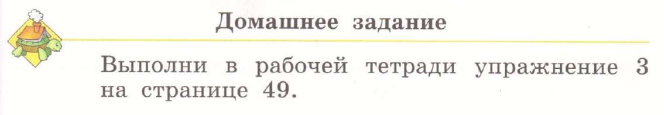 Домашнее задание
Выполни в рабочей тетради упражнение 3
на странице 49.